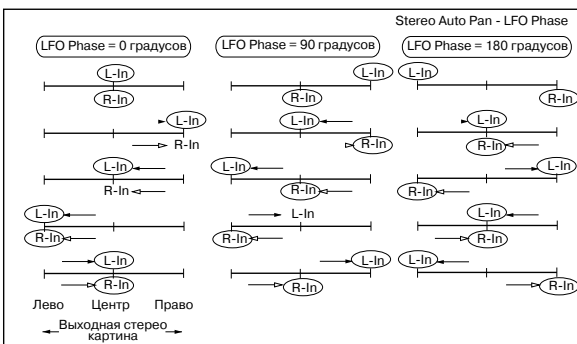 Stereo Auto Pan - LFO Phase
LFO Phase = 0 градусов
LFO Phase = 90 градусов
LFO Phase = 180 градусов
L-In
L-In
L-In
R-In
R-In
R-In
L-In
L-In
L-In
R-In
R-In
R-In
L-In
L-In
L-In
R-In
R-In
R-In
L-In
L-In
L-In
R-In
R-In
R-In
L-In
L-In
L-In
R-In
R-In
R-In
Лево Центр Право
Выходная стерео
картина